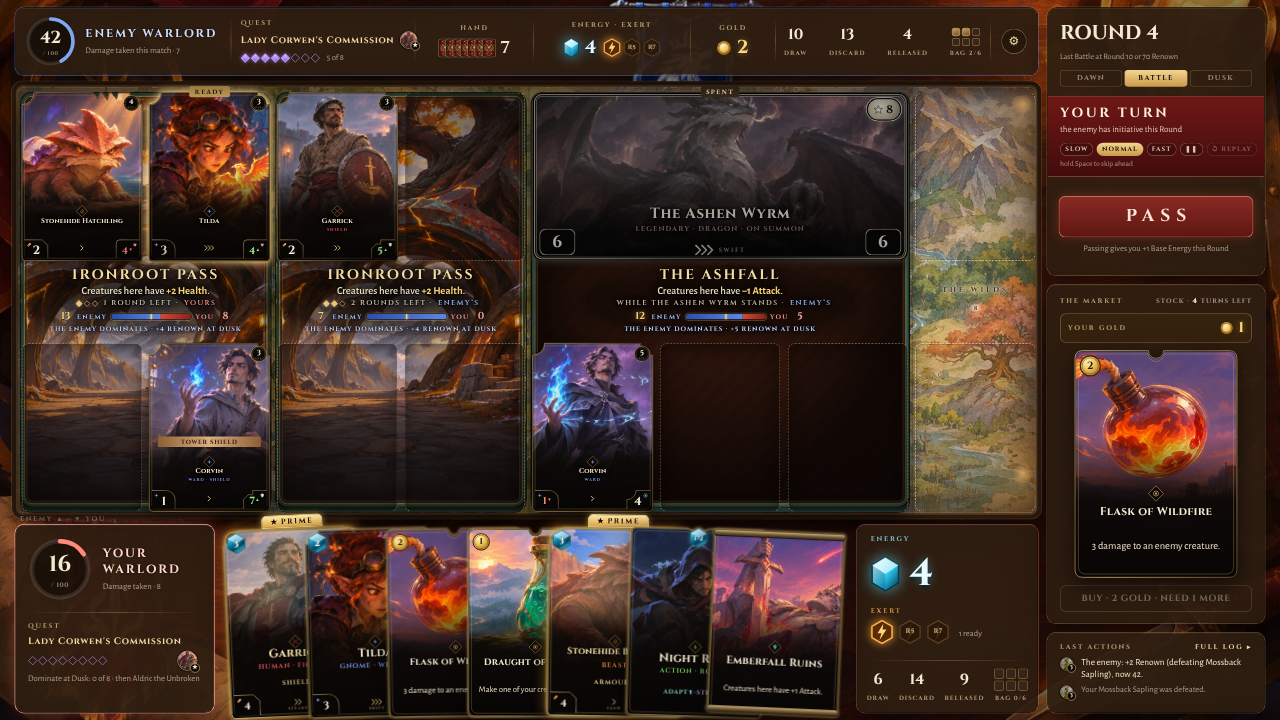 42
/ 100
ENEMY WARLORD
Damage taken this match · 7
QUEST
LADY CORWEN'S COMMISSION
5 of 8
HAND
7
ENERGY · EXERT
4
R5
R7
GOLD
2
10
DRAW
13
DISCARD
4
RELEASED
BAG 2/6
ROUND 4
Last Battle at Round 10 or 70 Renown
DAWN
BATTLE
DUSK
YOUR TURN
the enemy has initiative this Round
SLOW
NORMAL
FAST
REPLAY
hold Space to skip ahead
PASS
Passing gives you +1 Base Energy this Round
READY
4
STONEHIDE HATCHLING
2
4
3
TILDA
3
4
3
GARRICK
SHIELD
2
5
SPENT
8
THE ASHEN WYRM
LEGENDARY · DRAGON · ON SUMMON
6
SWIFT
6
IRONROOT PASS
Creatures here have +2 Health.
1 ROUND LEFT · YOURS
13 ENEMY YOU 8
THE ENEMY DOMINATES · +4 RENOWN AT DUSK
IRONROOT PASS
Creatures here have +2 Health.
2 ROUNDS LEFT · ENEMY'S
7 ENEMY YOU 0
THE ENEMY DOMINATES · +4 RENOWN AT DUSK
THE ASHFALL
Creatures here have −1 Attack.
WHILE THE ASHEN WYRM STANDS · ENEMY'S
12 ENEMY YOU 5
THE ENEMY DOMINATES · +5 RENOWN AT DUSK
THE WILDS
8
3
TOWER SHIELD
CORVIN
WARD · SHIELD
1
7
5
CORVIN
WARD
1
4
THE MARKET
STOCK · 4 TURNS LEFT
YOUR GOLD
1
2
FLASK OF WILDFIRE
3 damage to an enemy creature.
BUY · 2 GOLD · NEED 1 MORE
ENEMY
YOU
16
/ 100
YOUR WARLORD
Damage taken · 8
QUEST
LADY CORWEN'S COMMISSION
Dominate at Dusk: 0 of 8 · then Aldric the Unbroken
PRIME
3
GARRI
HUMAN · FI
SHIEL
4
2
TILD
GNOME · WI
3
2
FLASK OF WI
3 damage to an ene
1
DRAUGHT OF
Make one of your cre
PRIME
3
STONEHIDE
BEAST
ARMOU
4
NIGHT R
ACTION · R
ADAPT
EMBERFALL RUINS
Creatures here have +1 Attack.
ENERGY
4
EXERT
R5
R7
1 ready
6
DRAW
14
DISCARD
9
RELEASED
BAG 0/6
LAST ACTIONS
FULL LOG
The enemy: +2 Renown (defeating Mossback
Sapling), now 42.
Your Mossback Sapling was defeated.